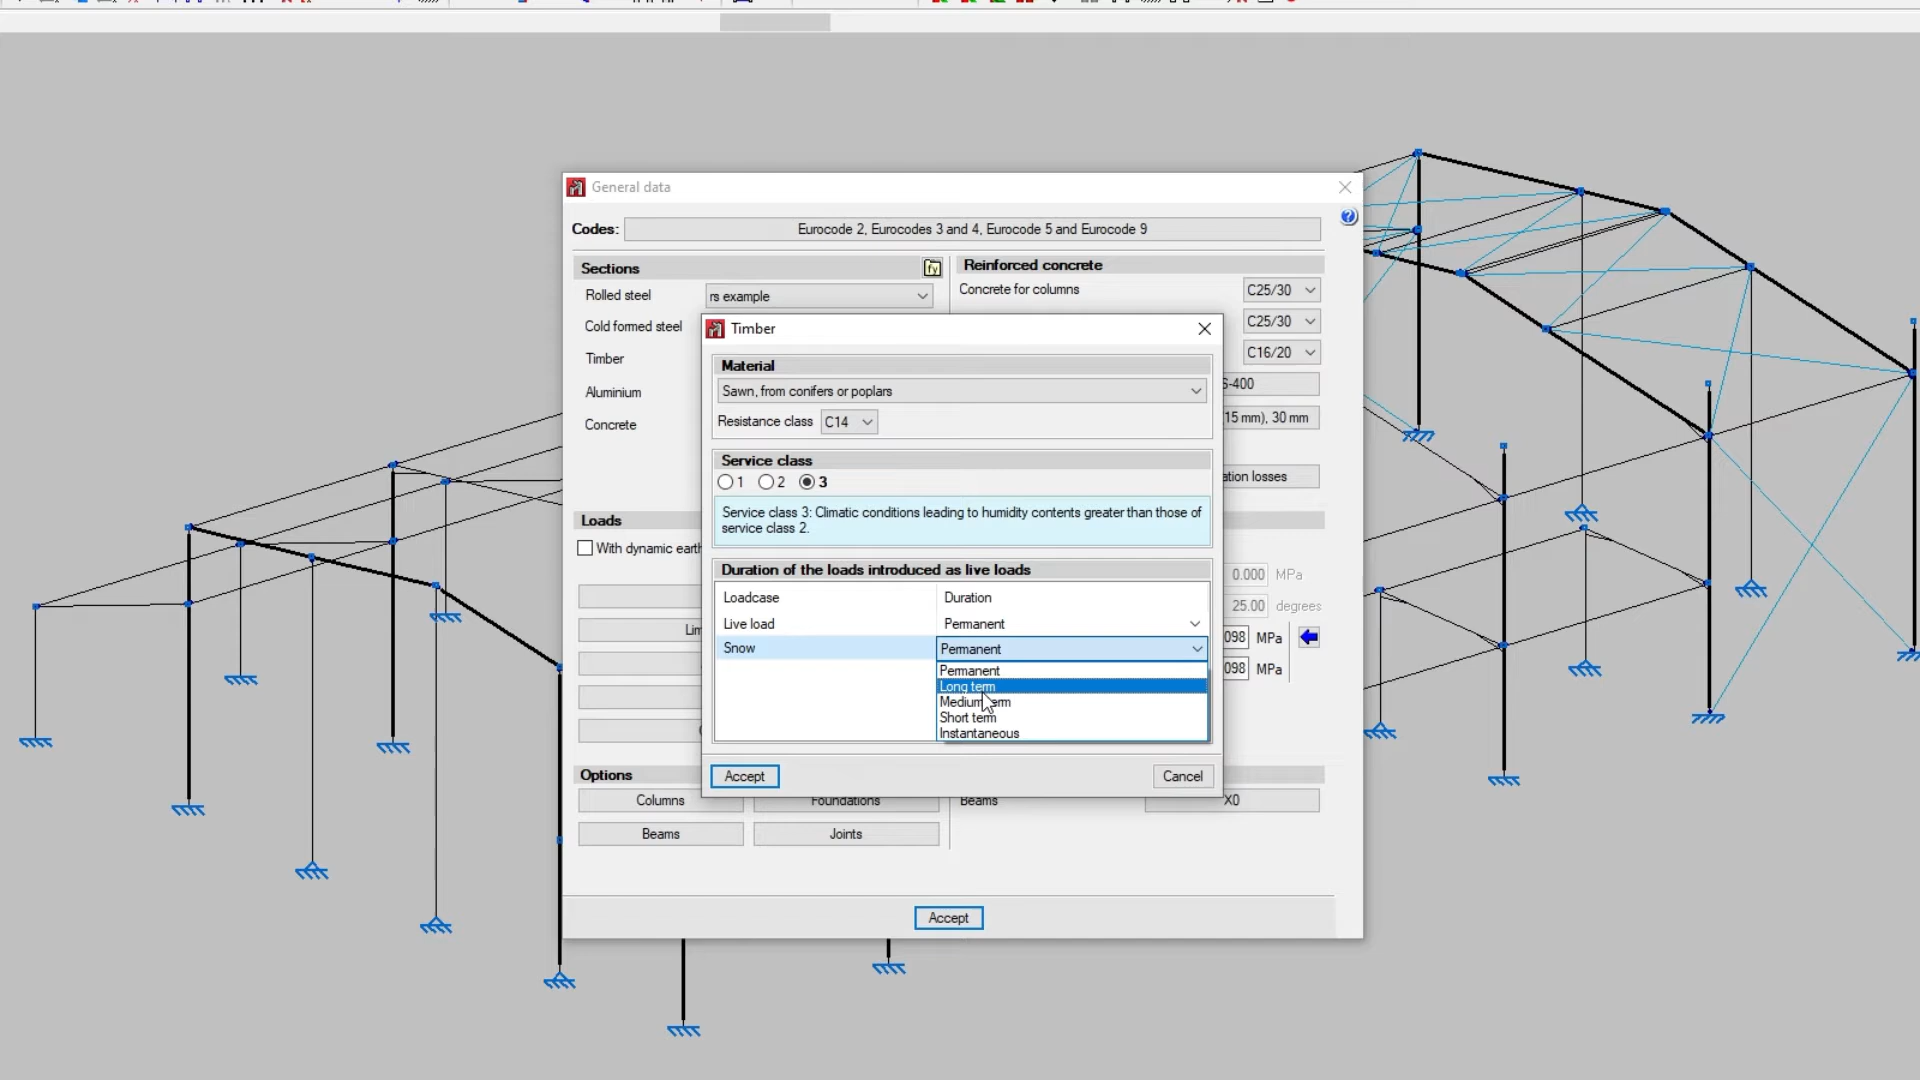 General data
Codes: Eurocode 2, Eurocodes 3 and 4, Eurocode 5 and Eurocode 9
Sections
Reinforced concrete
Rolled steel rs example
Concrete for columns C25/30
Cold formed steel
C25/30
Timber
C16/20
Aluminium
S-400
Concrete
15 mm), 30 mm
Loads
With dynamic
0.000 MPa
25.00 degrees
098 MPa
098 MPa
Options
Columns
Foundations
Beams
X0
Beams
Joints
Accept
Timber
Material
Sawn, from conifers or poplars
Resistance class C14
Service class
1 2 3
Service class 3: Climatic conditions leading to humidity contents greater than those of
service class 2.
Duration of the loads introduced as live loads
Loadcase Duration
Live load Permanent
Snow Permanent
Permanent
Long term
Medium term
Short term
Instantaneous
Accept Cancel